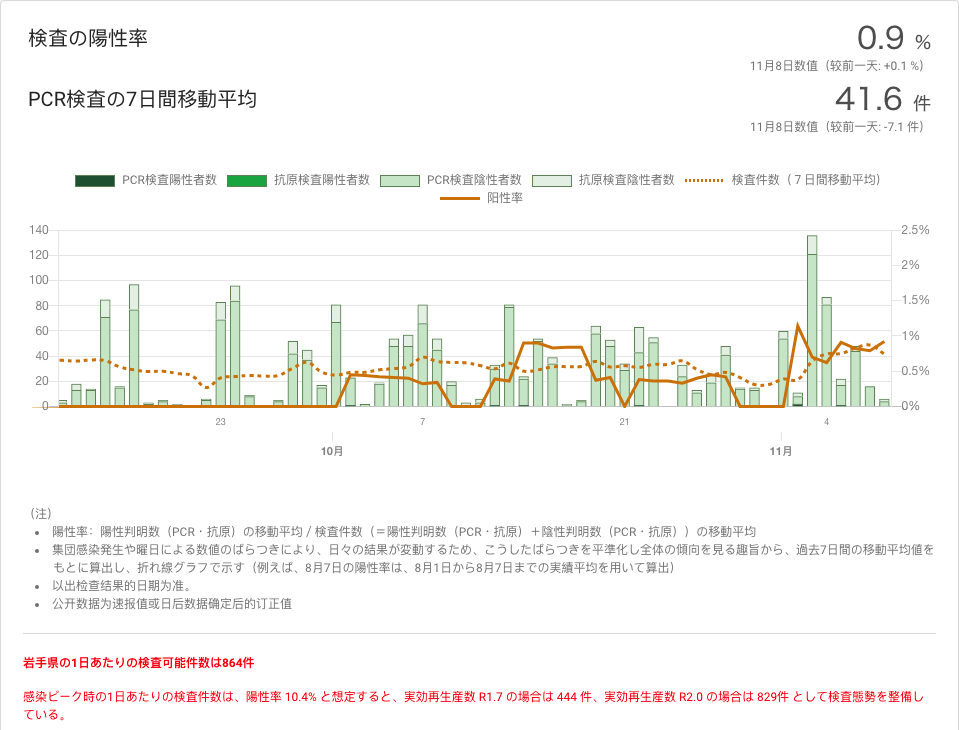 検査の陽性率
0.9 %
11月8日数值（较前一天: +0.1 %）
PCR検査の7日間移動平均
41.6 件
11月8日数值（较前一天: -7.1 件）
PCR検査陽性者数 抗原検査陽性者数 PCR検査陰性者数 抗原検査陰性者数 検査件数（７日間移動平均）
阳性率
140 2.5%
120 2%
100
80 1.5%
60 1%
40 0.5%
20
0 0%
23 7 21 4
10月 11月
（注）
陽性率：陽性判明数（PCR・抗原）の移動平均 / 検査件数（＝陽性判明数（PCR・抗原）＋陰性判明数（PCR・抗原））の移動平均
集団感染発生や曜日による数値のばらつきにより、日々の結果が変動するため、こうしたばらつきを平準化し全体の傾向を見る趣旨から、過去7日間の移動平均値を
もとに算出し、折れ線グラフで示す（例えば、8月7日の陽性率は、8月1日から8月7日までの実績平均を用いて算出）
以出检查结果的日期为准。
公开数据为速报值或日后数据确定后的订正值
岩手県の1日あたりの検査可能件数は864件
感染ピーク時の1日あたりの検査件数は、陽性率 10.4% と想定すると、実効再生産数 R1.7 の場合は 444 件、実効再生産数 R2.0 の場合は 829件 として検査態勢を整備し
ている。